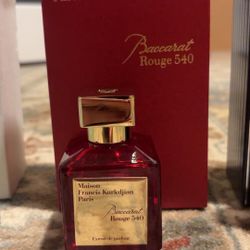 Baccarat
Rouge 540
Maison
Francis Kurkdjian
Paris
Baccarat
Rouge 540
Extrait de parfum